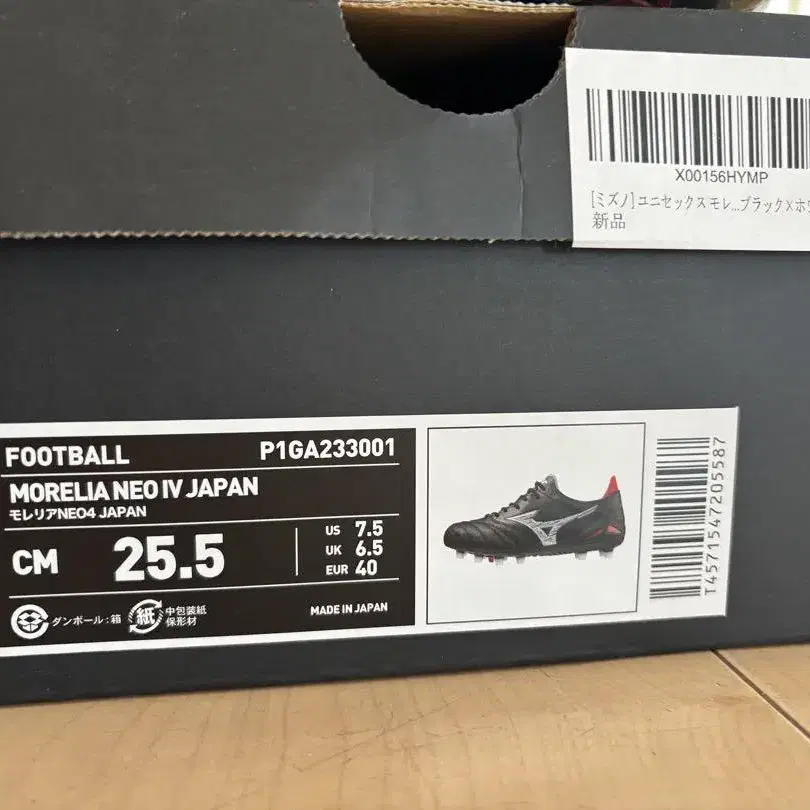 X00156HYMP
[ミズノ]ユニセックス モレ...ブラック×ホワ
新品
FOOTBALL P1GA233001
MORELIA NEO IV JAPAN
モレリアNEO4 JAPAN
CM 25.5
US 7.5
UK 6.5
EUR 40
ダンボール:箱
紙
中包装紙
保形材
MADE IN JAPAN
T4571547205587